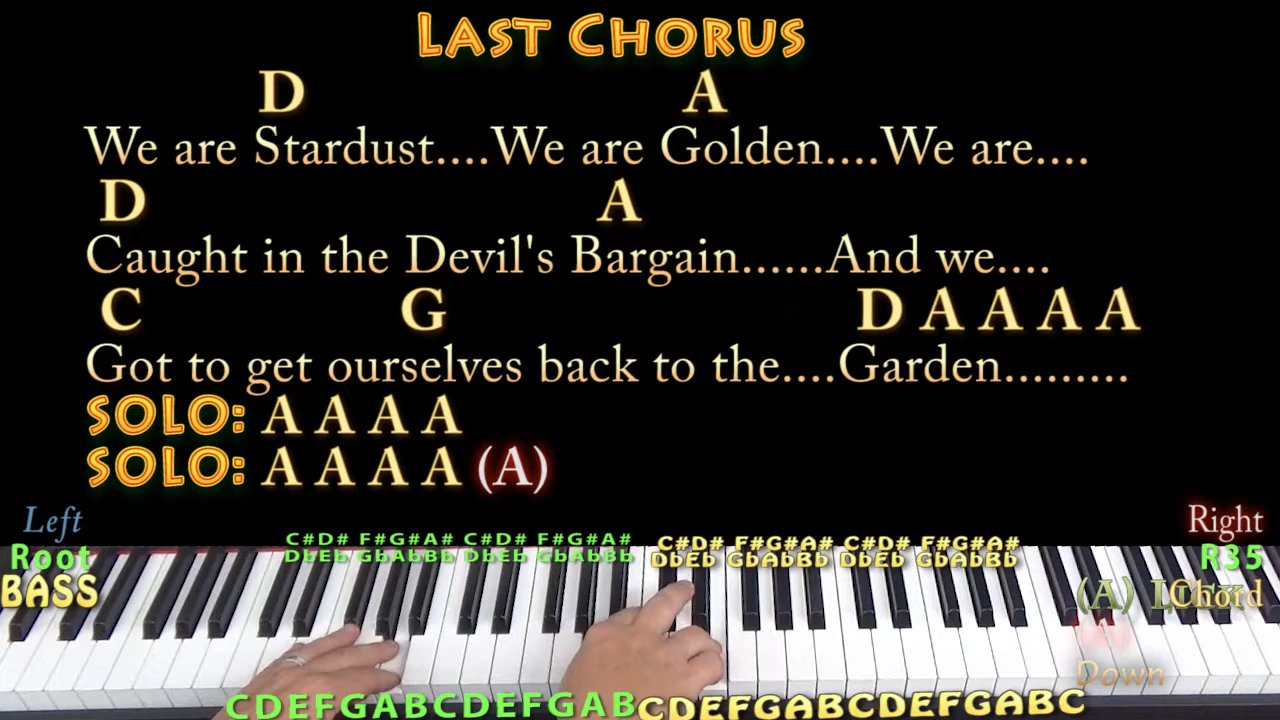 LAST CHORUS
D A
We are Stardust....We are Golden....We are....
D A
Caught in the Devil's Bargain......And we....
C G D A A A A
Got to get ourselves back to the....Garden.........
SOLO: A A A A
SOLO: A A A A (A)
Left Right
Root C#D# F#G#A# C#D# F#G#A# C#D# F#G#A# C#D# F#G#A# R35
DbEb GbAbBb DbEb GbAbBb DbEb GbAbBb DbEb GbAbBb
BASS (A) Chord
Down
CDEFGABCDEFGABCDEFGABCDEFGABC